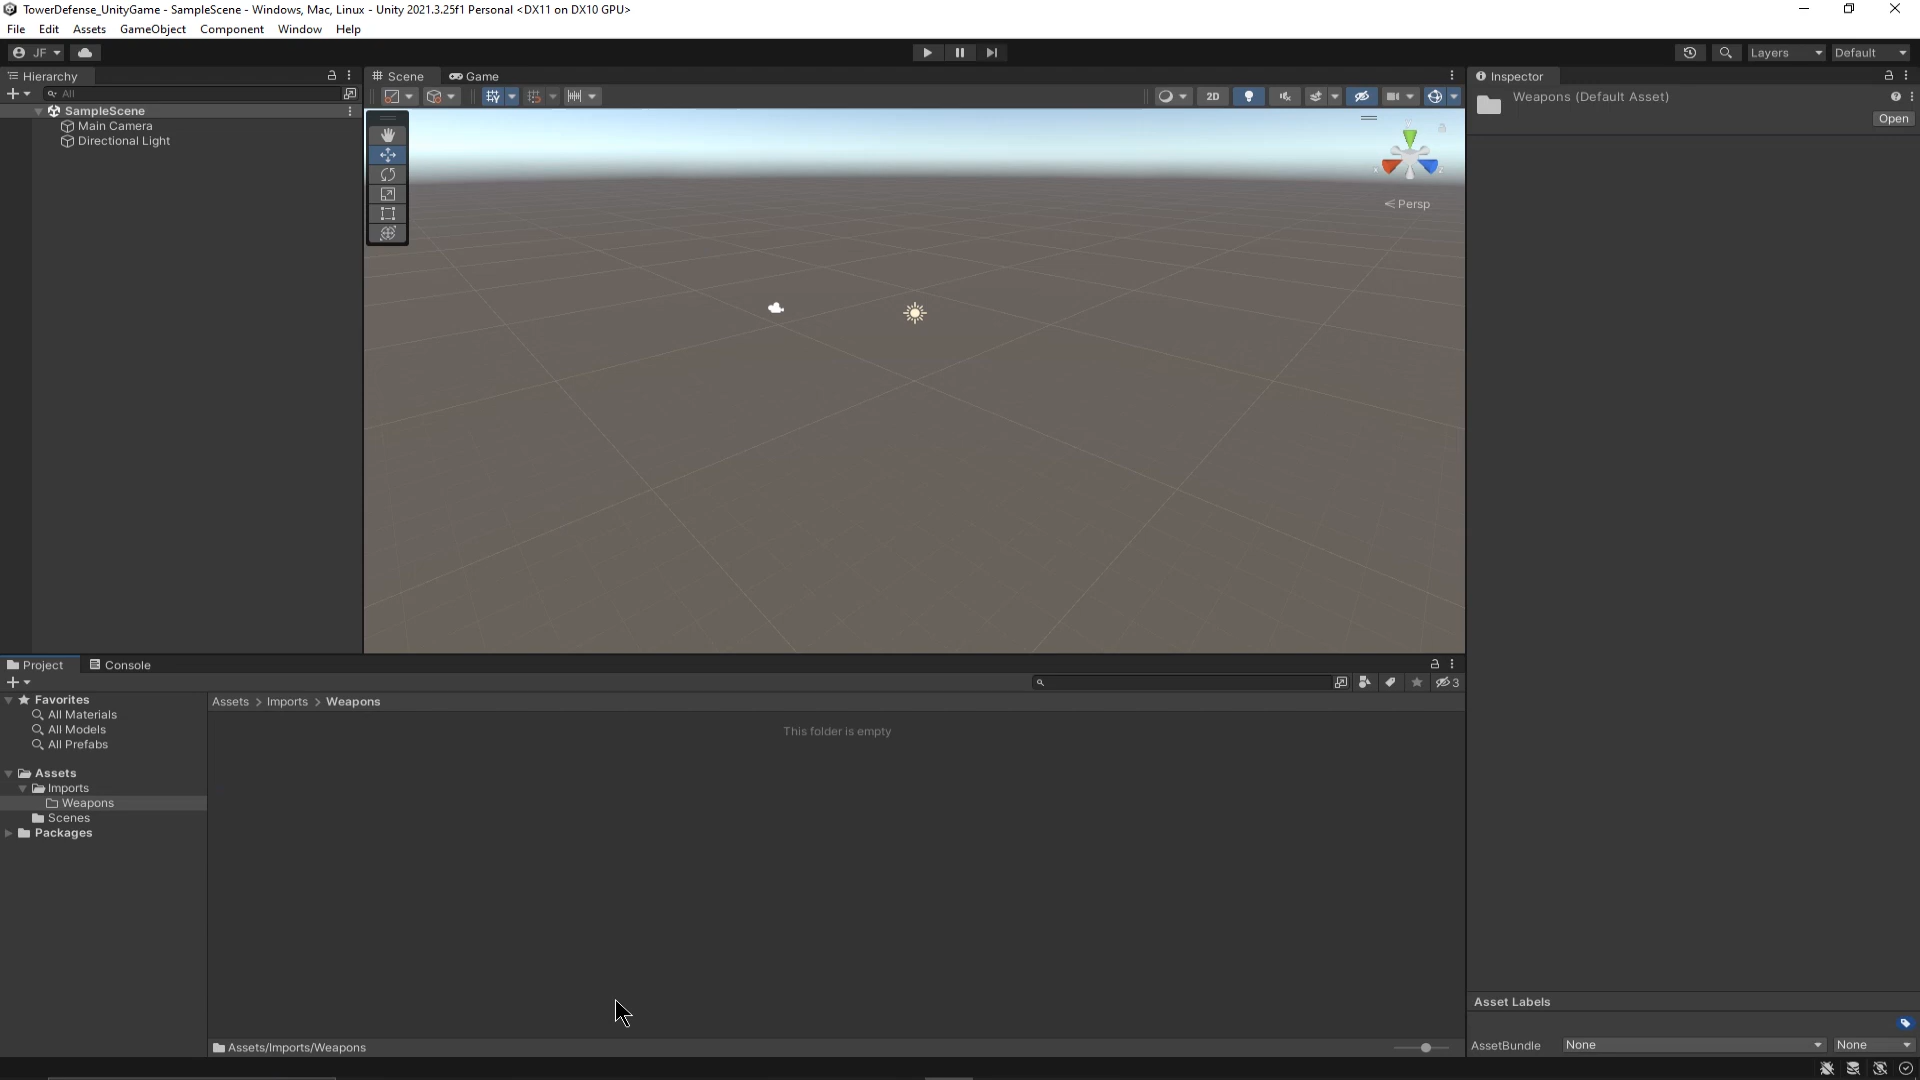 TowerDefense_UnityGame - SampleScene - Windows, Mac, Linux - Unity 2021.3.25f1 Personal <DX11 on DX10 GPU>
File Edit Assets GameObject Component Window Help
JF
Layers Default
Hierarchy
All
SampleScene
Main Camera
Directional Light
Scene Game
2D
Persp
Inspector
Weapons (Default Asset)
Open
Project Console
3
Favorites
All Materials
All Models
All Prefabs
Assets
Imports
Weapons
Scenes
Packages
Assets > Imports > Weapons
This folder is empty
Assets/Imports/Weapons
Asset Labels
AssetBundle None None